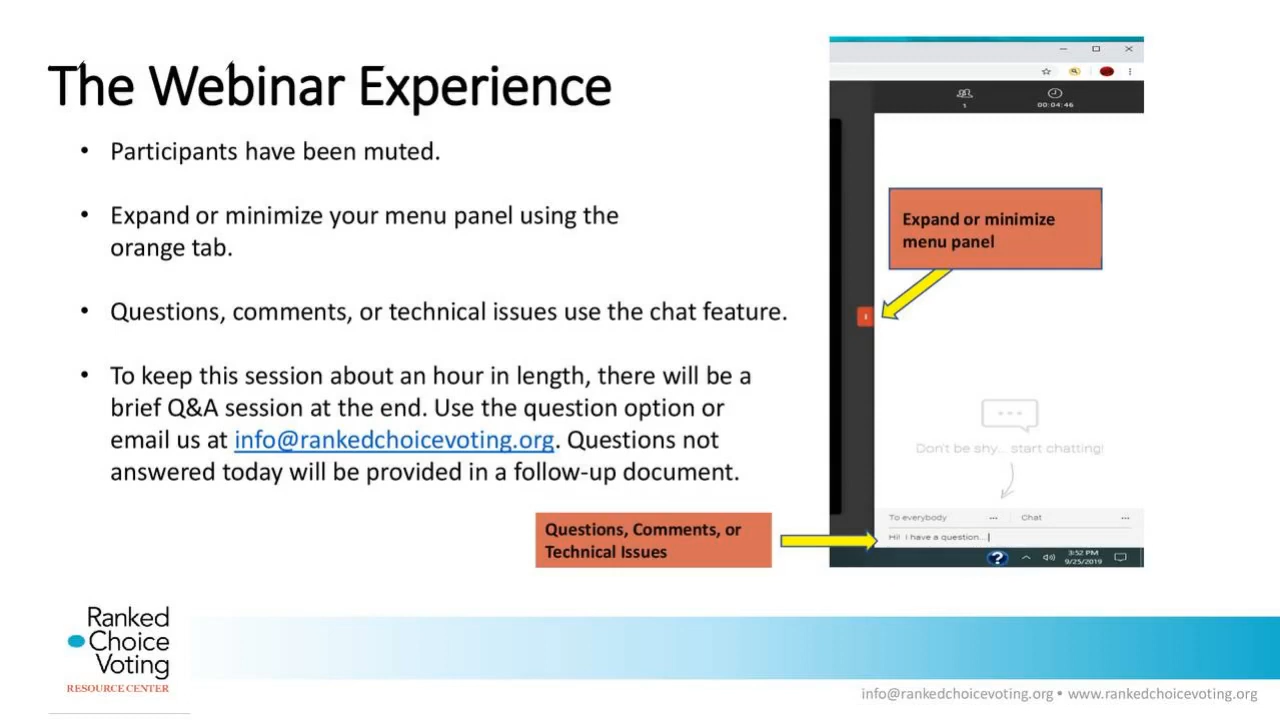 The Webinar Experience
• Participants have been muted.
• Expand or minimize your menu panel using the
orange tab.
• Questions, comments, or technical issues use the chat feature.
• To keep this session about an hour in length, there will be a
brief Q&A session at the end. Use the question option or
email us at info@rankedchoicevoting.org. Questions not
answered today will be provided in a follow-up document.
1
00:04:46
Expand or minimize
menu panel
Don't be shy... start chatting!
To everybody ... Chat ...
Hi! I have a question...
3:52 PM
9/25/2019
Questions, Comments, or
Technical Issues
Ranked
Choice
Voting
RESOURCE CENTER
info@rankedchoicevoting.org • www.rankedchoicevoting.org